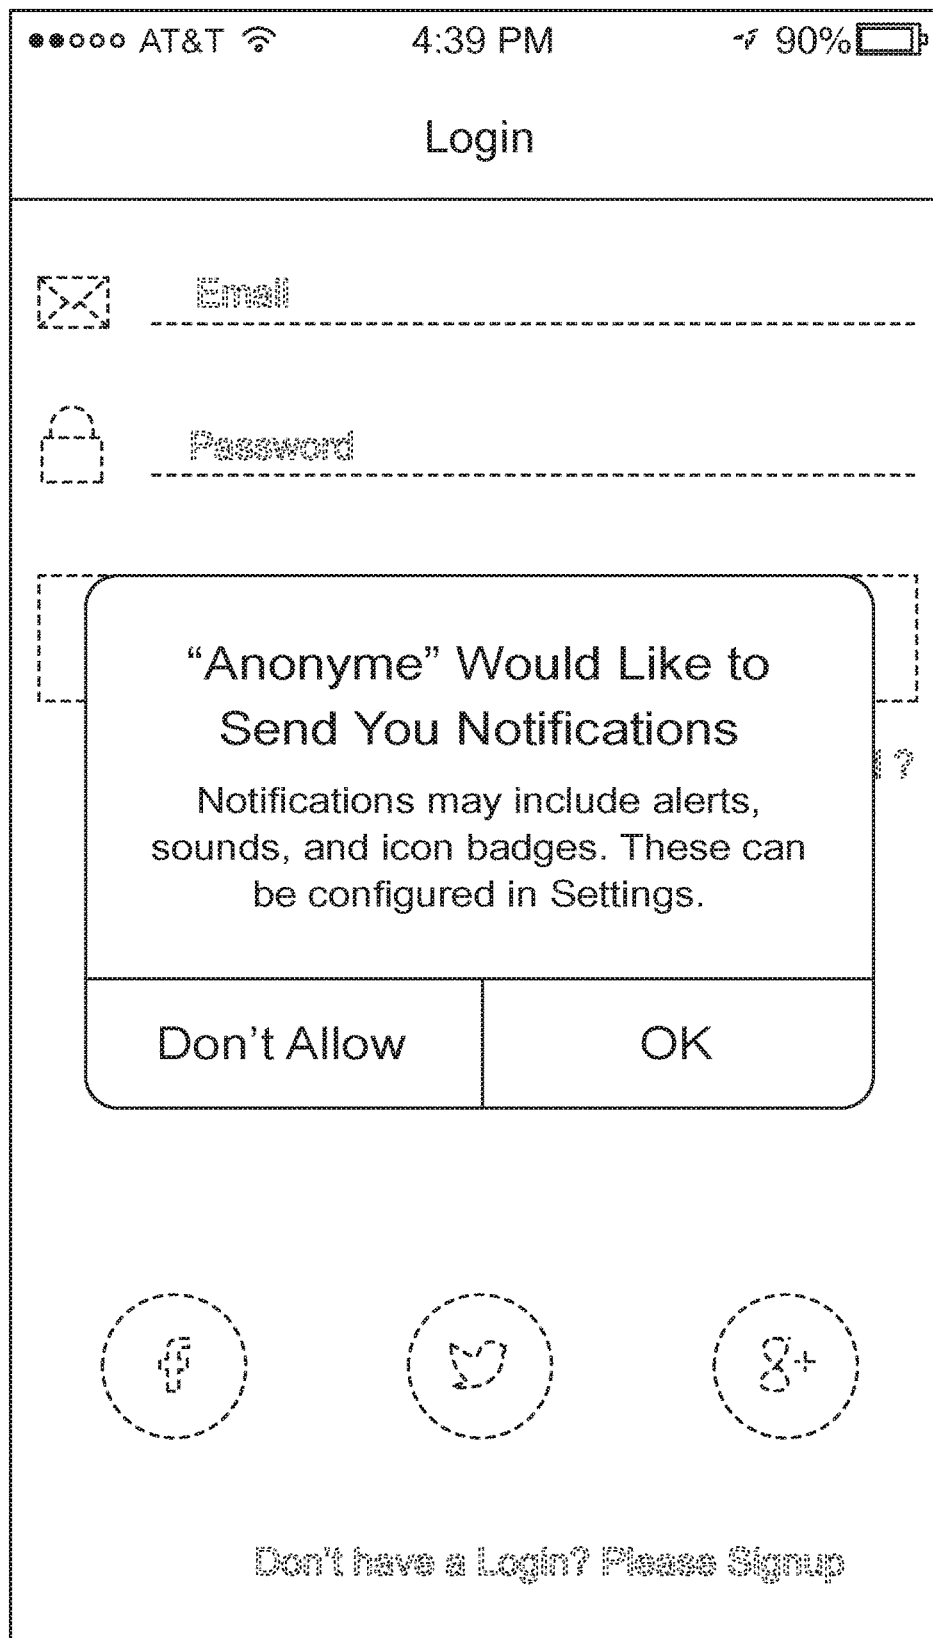 AT&T 4:39 PM 90%
Login
Email
Password
“Anonyme” Would Like to
Send You Notifications
?
Notifications may include alerts,
sounds, and icon badges. These can
be configured in Settings.
Don’t Allow OK
f g+
Don't have a Login? Please Signup